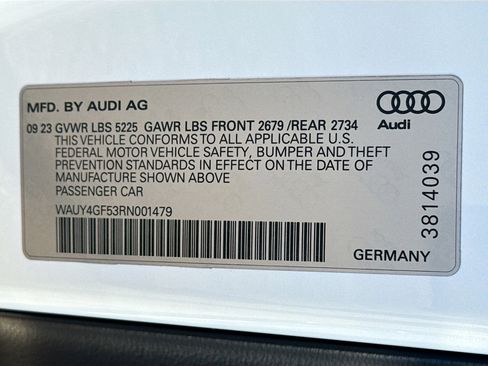 MFD. BY AUDI AG
Audi
09 23 GVWR LBS 5225 GAWR LBS FRONT 2679 /REAR 2734
THIS VEHICLE CONFORMS TO ALL APPLICABLE U.S.
FEDERAL MOTOR VEHICLE SAFETY, BUMPER AND THEFT
PREVENTION STANDARDS IN EFFECT ON THE DATE OF
MANUFACTURE SHOWN ABOVE
PASSENGER CAR
WAUY4GF53RN001479
3814039
GERMANY